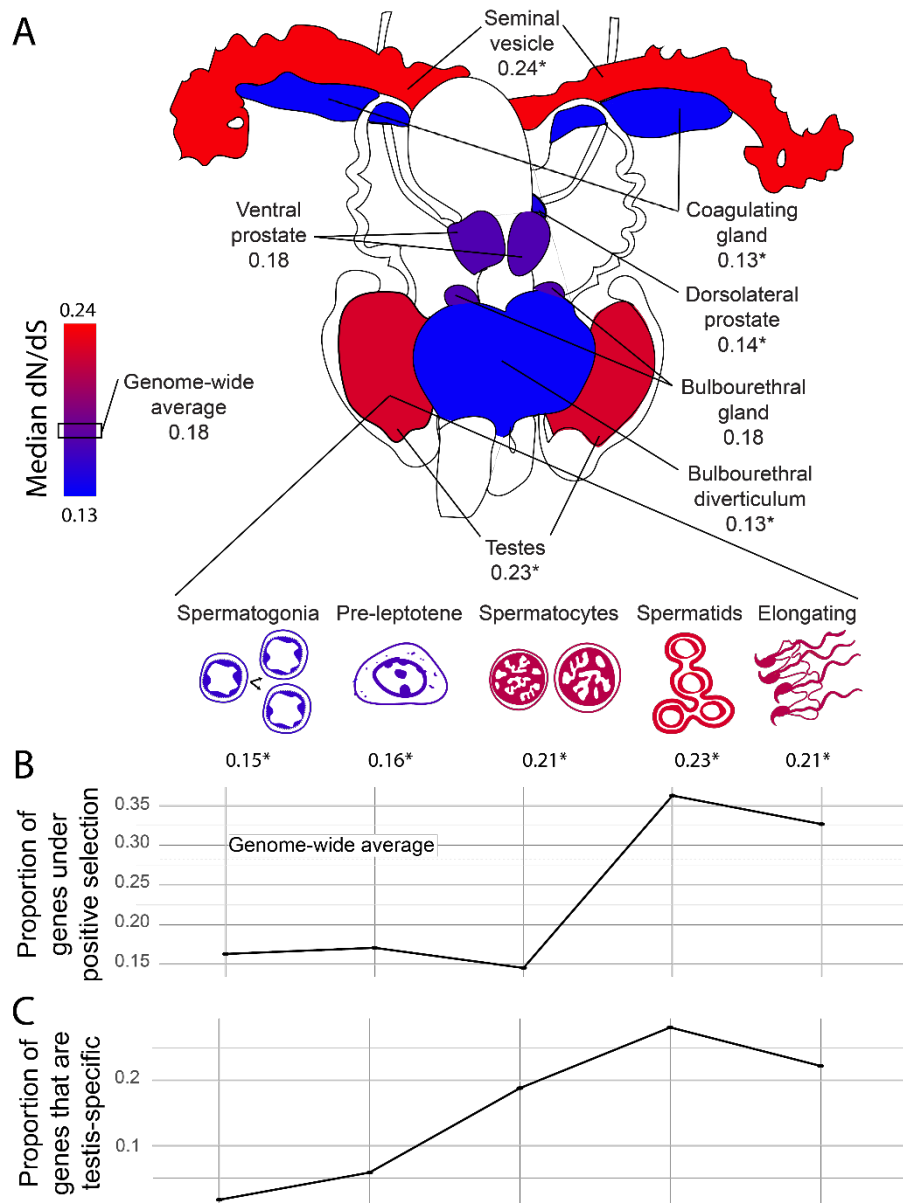 A
Seminal
vesicle
0.24*
Ventral
prostate
0.18
Coagulating
gland
0.13*
Dorsolateral
prostate
0.14*
Bulbourethral
gland
0.18
Bulbourethral
diverticulum
0.13*
Median dN/dS
0.24
0.13
Genome-wide
average
0.18
Testes
0.23*
Spermatogonia Pre-leptotene Spermatocytes Spermatids Elongating
0.15* 0.16* 0.21* 0.23* 0.21*
B
Proportion of
genes under
positive selection
0.35
0.30
0.25
0.20
0.15
Genome-wide average
C
Proportion of
genes that are
testis-specific
0.2
0.1